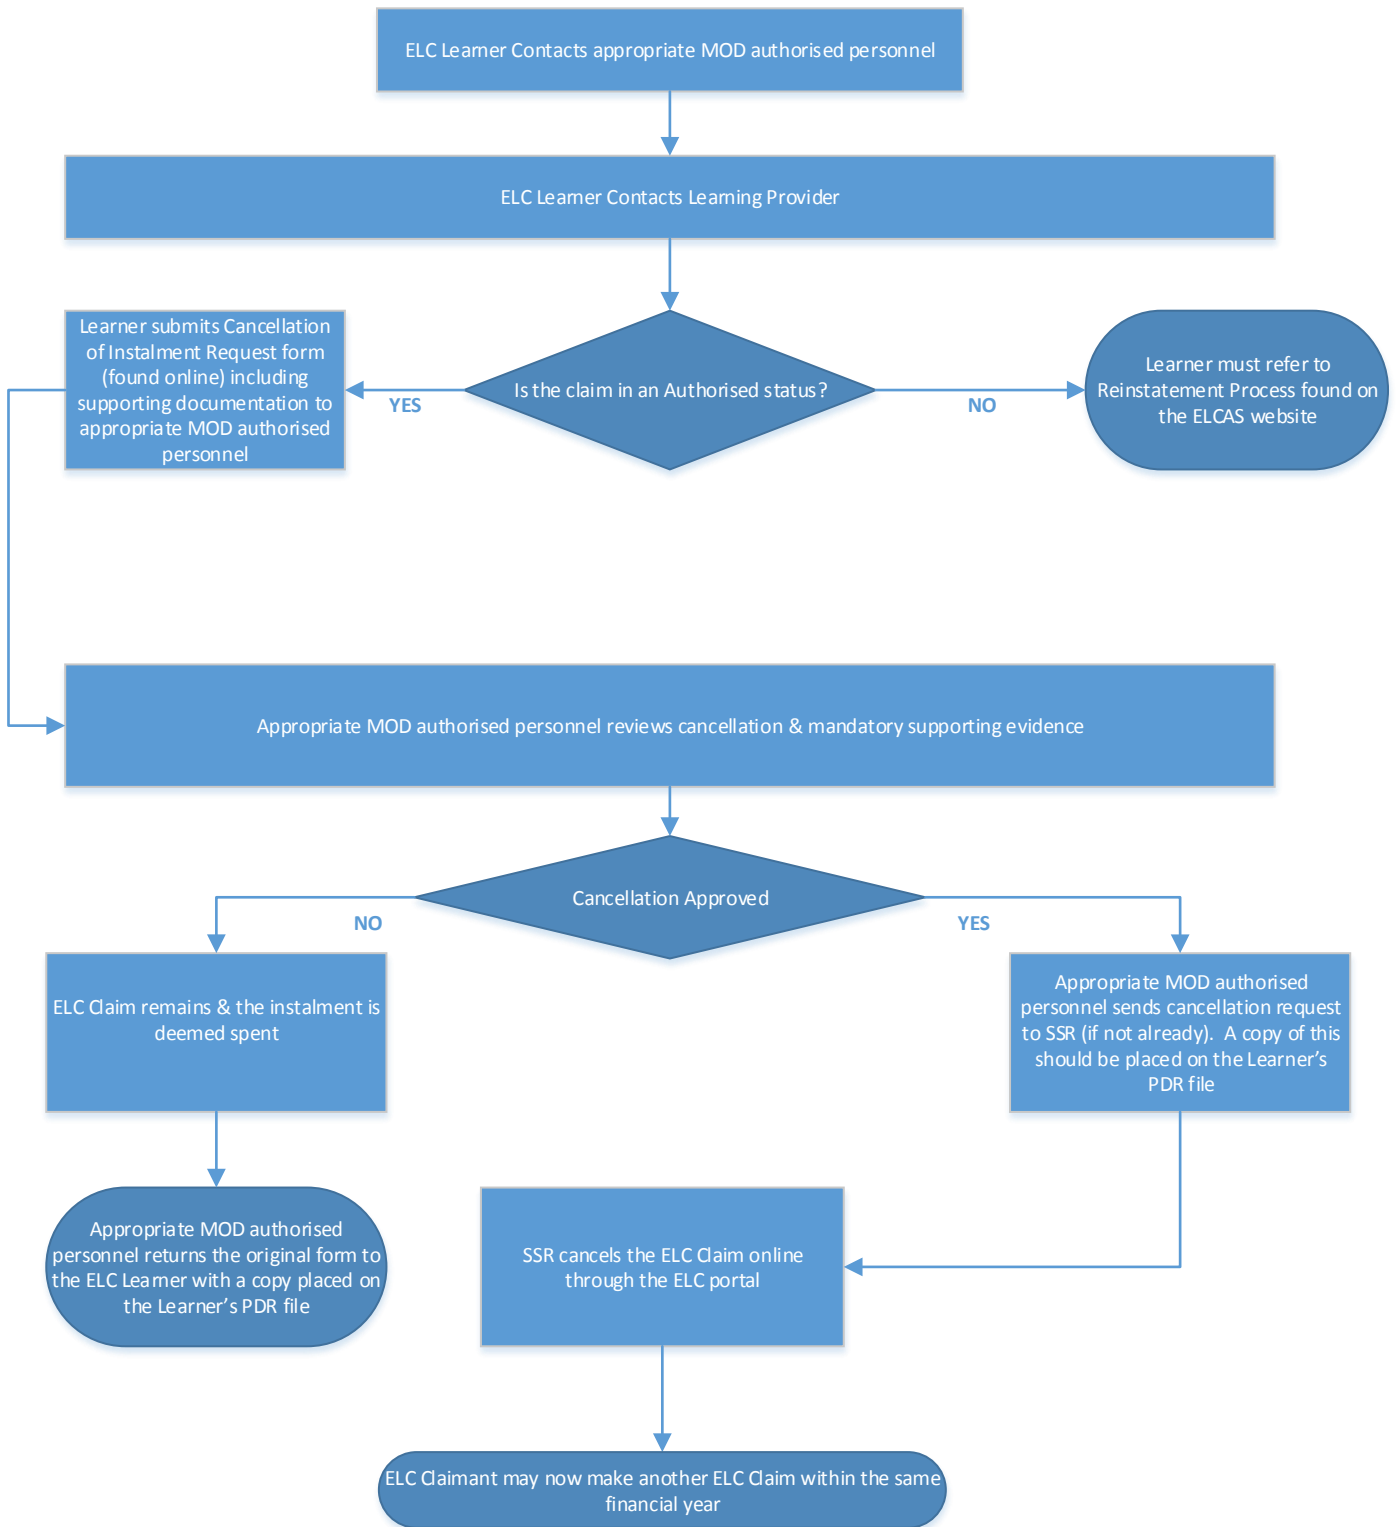 ELC Learner Contacts appropriate MOD authorised personnel
ELC Learner Contacts Learning Provider
Learner submits Cancellation
of Instalment Request form
(found online) including
supporting documentation to
appropriate MOD authorised
personnel
YES
Is the claim in an Authorised status?
NO
Learner must refer to
Reinstatement Process found on
the ELCAS website
Appropriate MOD authorised personnel reviews cancellation & mandatory supporting evidence
Cancellation Approved
NO
YES
ELC Claim remains & the instalment is
deemed spent
Appropriate MOD authorised
personnel sends cancellation request
to SSR (if not already). A copy of this
should be placed on the Learner's
PDR file
Appropriate MOD authorised
personnel returns the original form to
the ELC Learner with a copy placed on
the Learner's PDR file
SSR cancels the ELC Claim online
through the ELC portal
ELC Claimant may now make another ELC Claim within the same
financial year